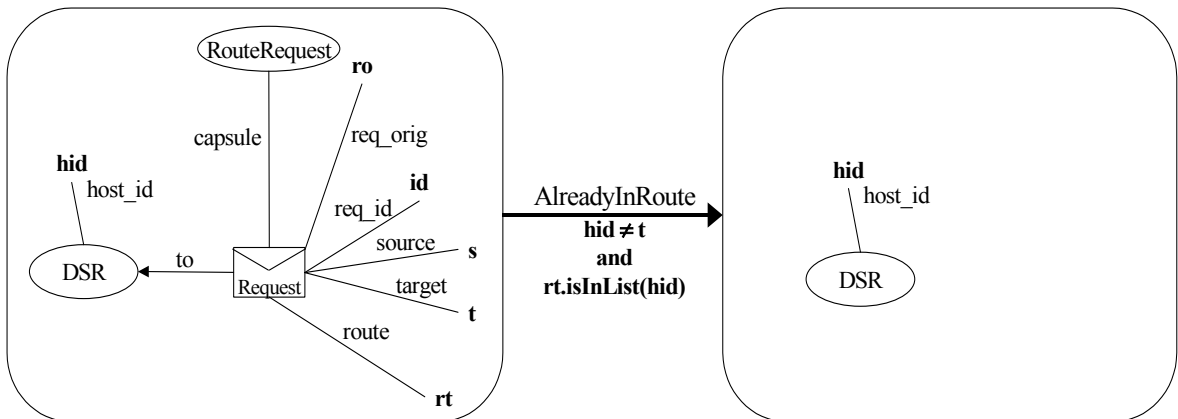 RouteRequest
ro
capsule
req_orig
hid
host_id
id
req_id
source
s
to
DSR
Request
target
t
route
rt
AlreadyInRoute
hid ≠ t
and
rt.isInList(hid)
hid
host_id
DSR